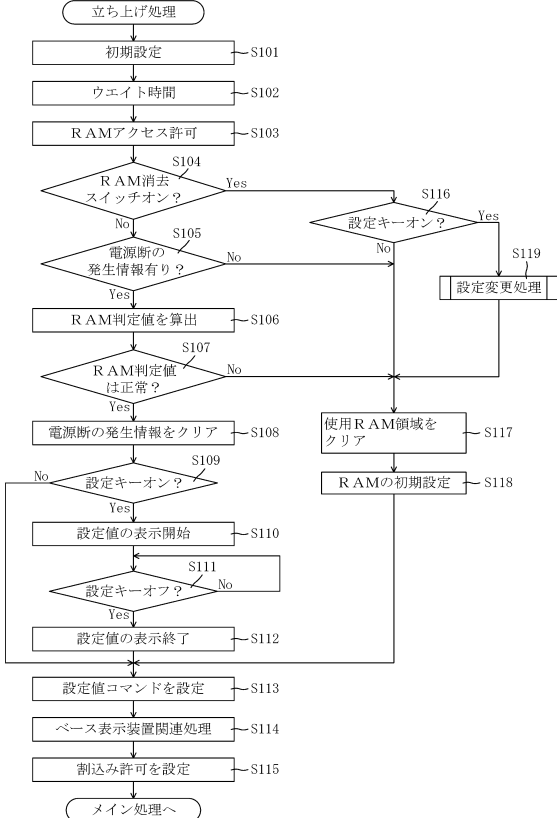 立ち上げ処理
初期設定
S101
ウエイト時間
S102
ＲＡＭアクセス許可
S103
S104
ＲＡＭ消去
スイッチオン？
Yes
No
S116
設定キーオン？
Yes
No
S105
電源断の
発生情報有り？
No
Yes
S119
設定変更処理
ＲＡＭ判定値を算出
S106
S107
ＲＡＭ判定値
は正常？
No
Yes
電源断の発生情報をクリア
S108
使用ＲＡＭ領域を
クリア
S117
ＲＡＭの初期設定
S118
S109
No
設定キーオン？
Yes
設定値の表示開始
S110
S111
設定キーオフ？
No
Yes
設定値の表示終了
S112
設定値コマンドを設定
S113
ベース表示装置関連処理
S114
割込み許可を設定
S115
メイン処理へ